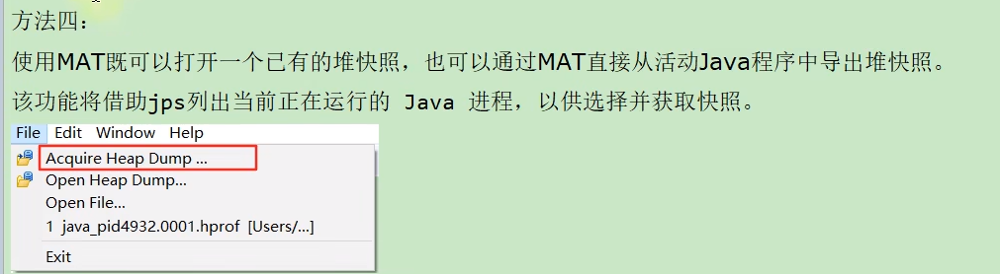 方法四：
使用MAT既可以打开一个已有的堆快照，也可以通过MAT直接从活动Java程序中导出堆快照。
该功能将借助jps列出当前正在运行的 Java 进程，以供选择并获取快照。
File Edit Window Help
Acquire Heap Dump ...
Open Heap Dump...
Open File...
1 java_pid4932.0001.hprof [Users/...]
Exit